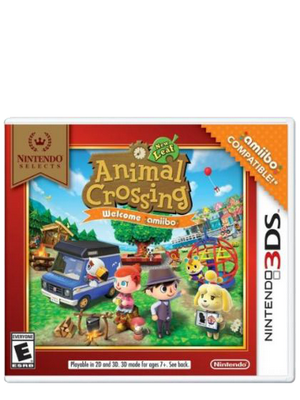 NINTENDO
SELECTS
New Leaf
Animal
Crossing
Welcome amiibo
amiibo
COMPATIBLE!*
NINTENDO 3DS
EVERYONE
E
ESRB
Playable in 2D and 3D. 3D mode for ages 7+. See back.
Nintendo